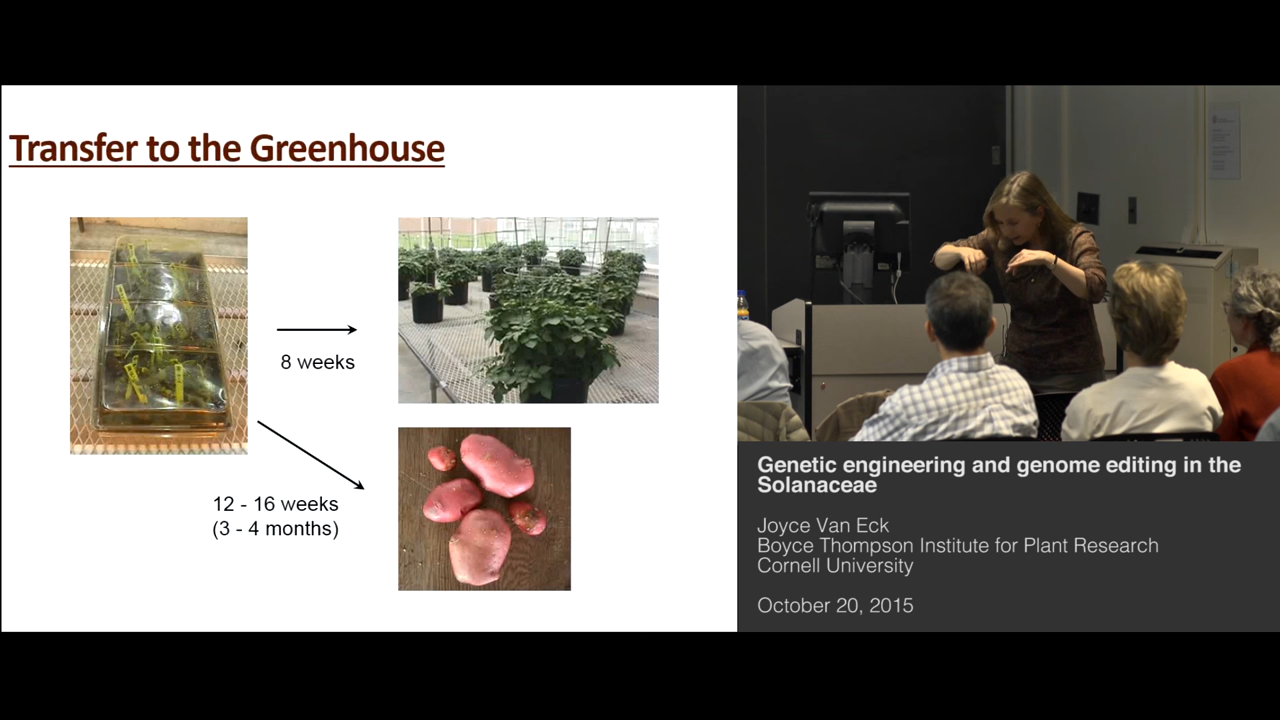 Transfer to the Greenhouse
8 weeks
12 - 16 weeks
(3 - 4 months)
Genetic engineering and genome editing in the
Solanaceae
Joyce Van Eck
Boyce Thompson Institute for Plant Research
Cornell University
October 20, 2015